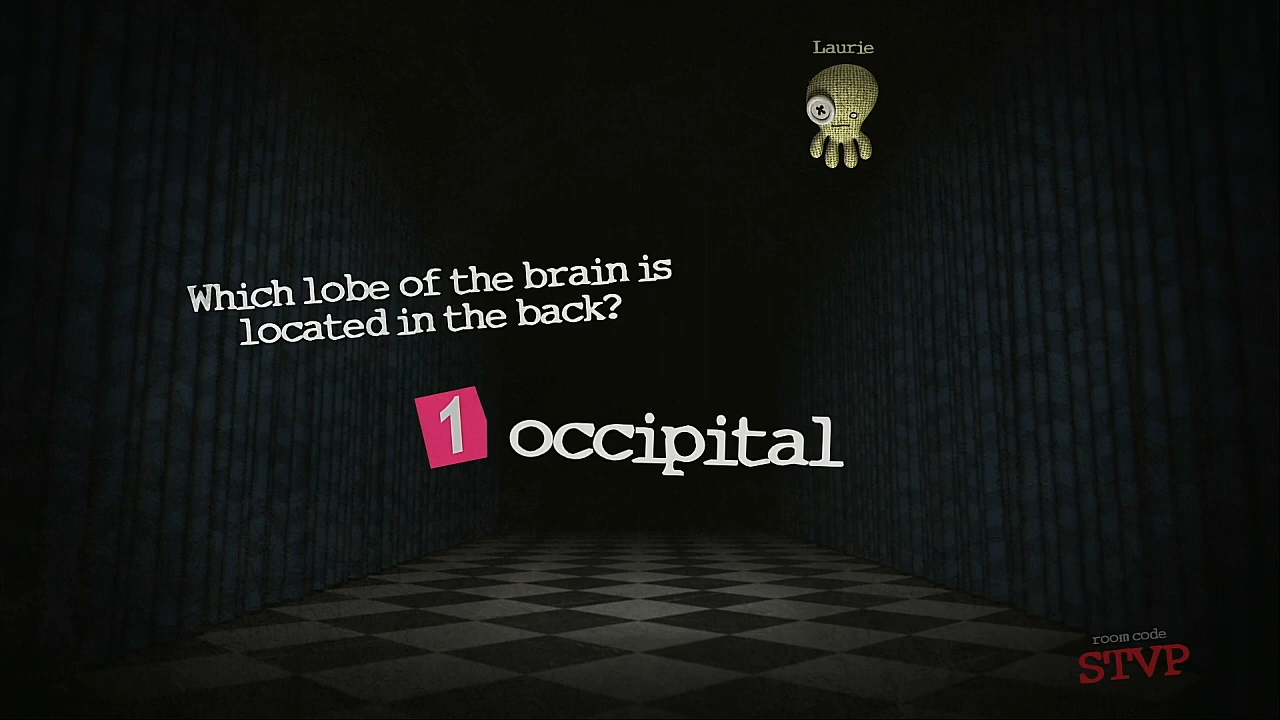 Laurie
Which lobe of the brain is
located in the back?
1 occipital
room code
STVP